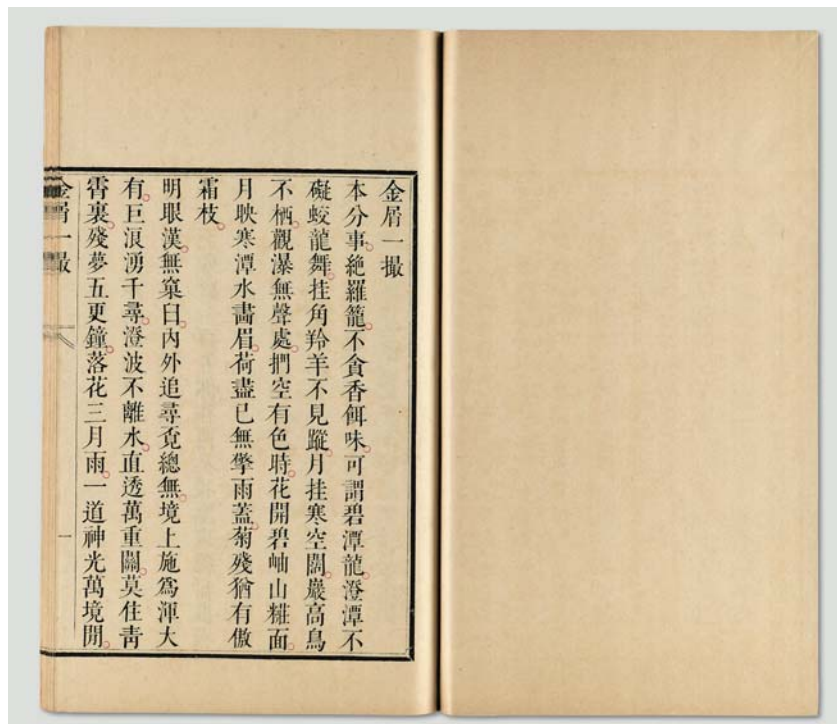 金屑一撮
本分事。絶羅籠。不貪香餌味。可謂碧潭龍。澄潭不
礙蛟龍舞。挂角羚羊不見蹤。月挂寒空闊。巖高鳥
不栖。觀瀑無聲處。捫空有色時。花開碧岫山糚面。
月映寒潭水畵眉。荷盡已無擎雨蓋。菊殘猶有傲
霜枝。
明眼漢。無窠臼。內外追尋覓總無。境上施爲渾大
有。巨浪湧千尋。澄波不離水。直透萬重關。莫住靑
霄裏。殘夢五更鐘。落花三月雨。一道神光萬境閒。
金屑一撮
一